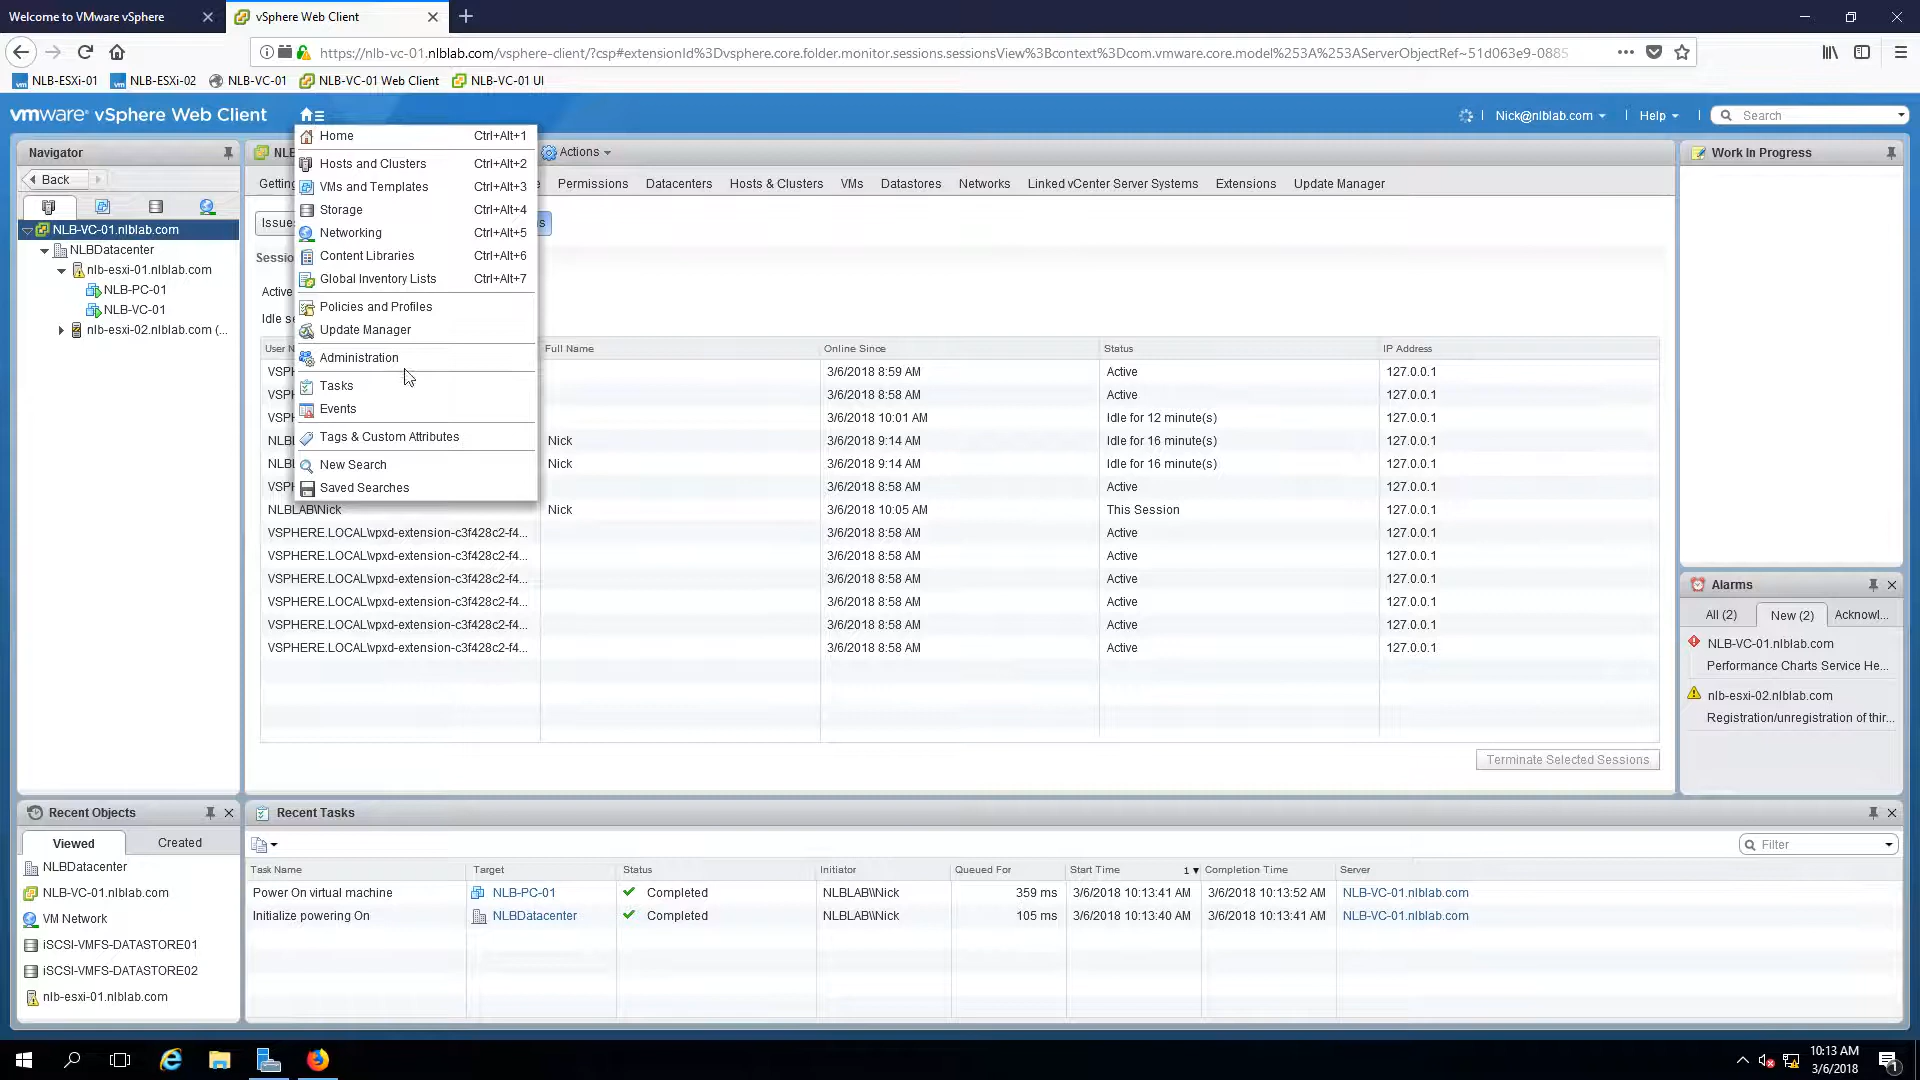 Welcome to VMware vSphere
vSphere Web Client
https://nlb-vc-01.nlblab.com/vsphere-client/?csp#extensionId%3Dvsphere.core.folder.monitor.sessions.sessionsView%3Bcontext%3Dcom.vmware.core.model%253A%253AServerObjectRef~51d063e9-0885
NLB-ESXi-01
NLB-ESXi-02
NLB-VC-01
NLB-VC-01 Web Client
NLB-VC-01 UI
vmware® vSphere Web Client
Nick@nlblab.com
Help
Search
Navigator
Back
NLB-VC-01.nlblab.com
NLBDatacenter
nlb-esxi-01.nlblab.com
NLB-PC-01
NLB-VC-01
nlb-esxi-02.nlblab.com (...
Home Ctrl+Alt+1
Hosts and Clusters Ctrl+Alt+2
VMs and Templates Ctrl+Alt+3
Storage Ctrl+Alt+4
Networking Ctrl+Alt+5
Content Libraries Ctrl+Alt+6
Global Inventory Lists Ctrl+Alt+7
Policies and Profiles
Update Manager
Administration
Tasks
Events
Tags & Custom Attributes
New Search
Saved Searches
Actions
Permissions Datacenters Hosts & Clusters VMs Datastores Networks Linked vCenter Server Systems Extensions Update Manager
Active
Full Name Online Since Status IP Address
3/6/2018 8:59 AM Active 127.0.0.1
3/6/2018 8:58 AM Active 127.0.0.1
3/6/2018 10:01 AM Idle for 12 minute(s) 127.0.0.1
Nick 3/6/2018 9:14 AM Idle for 16 minute(s) 127.0.0.1
Nick 3/6/2018 9:14 AM Idle for 16 minute(s) 127.0.0.1
3/6/2018 8:58 AM Active 127.0.0.1
NLBLAB\Nick Nick 3/6/2018 10:05 AM This Session 127.0.0.1
VSPHERE.LOCAL\vpxd-extension-c3f428c2-f4... 3/6/2018 8:58 AM Active 127.0.0.1
VSPHERE.LOCAL\vpxd-extension-c3f428c2-f4... 3/6/2018 8:58 AM Active 127.0.0.1
VSPHERE.LOCAL\vpxd-extension-c3f428c2-f4... 3/6/2018 8:58 AM Active 127.0.0.1
VSPHERE.LOCAL\vpxd-extension-c3f428c2-f4... 3/6/2018 8:58 AM Active 127.0.0.1
VSPHERE.LOCAL\vpxd-extension-c3f428c2-f4... 3/6/2018 8:58 AM Active 127.0.0.1
VSPHERE.LOCAL\vpxd-extension-c3f428c2-f4... 3/6/2018 8:58 AM Active 127.0.0.1
Terminate Selected Sessions
Work In Progress
Alarms
All (2) New (2) Acknowl...
NLB-VC-01.nlblab.com
Performance Charts Service He...
nlb-esxi-02.nlblab.com
Registration/unregistration of thir...
Recent Objects
Viewed Created
NLBDatacenter
NLB-VC-01.nlblab.com
VM Network
iSCSI-VMFS-DATASTORE01
iSCSI-VMFS-DATASTORE02
nlb-esxi-01.nlblab.com
Recent Tasks
Filter
Task Name Target Status Initiator Queued For Start Time 1 Completion Time Server
Power On virtual machine NLB-PC-01 Completed NLBLAB\\Nick 359 ms 3/6/2018 10:13:41 AM 3/6/2018 10:13:52 AM NLB-VC-01.nlblab.com
Initialize powering On NLBDatacenter Completed NLBLAB\\Nick 105 ms 3/6/2018 10:13:40 AM 3/6/2018 10:13:41 AM NLB-VC-01.nlblab.com
10:13 AM
3/6/2018
1